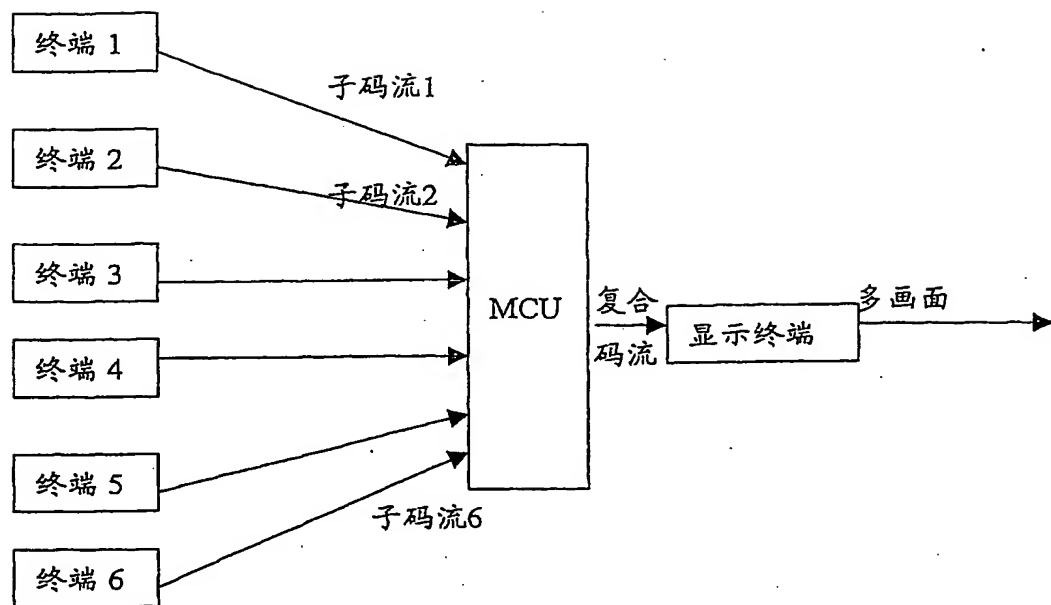 终端 1
子码流1
终端 2
子码流2
终端 3
MCU
复合
码流
显示终端
多画面
终端 4
终端 5
子码流6
终端 6